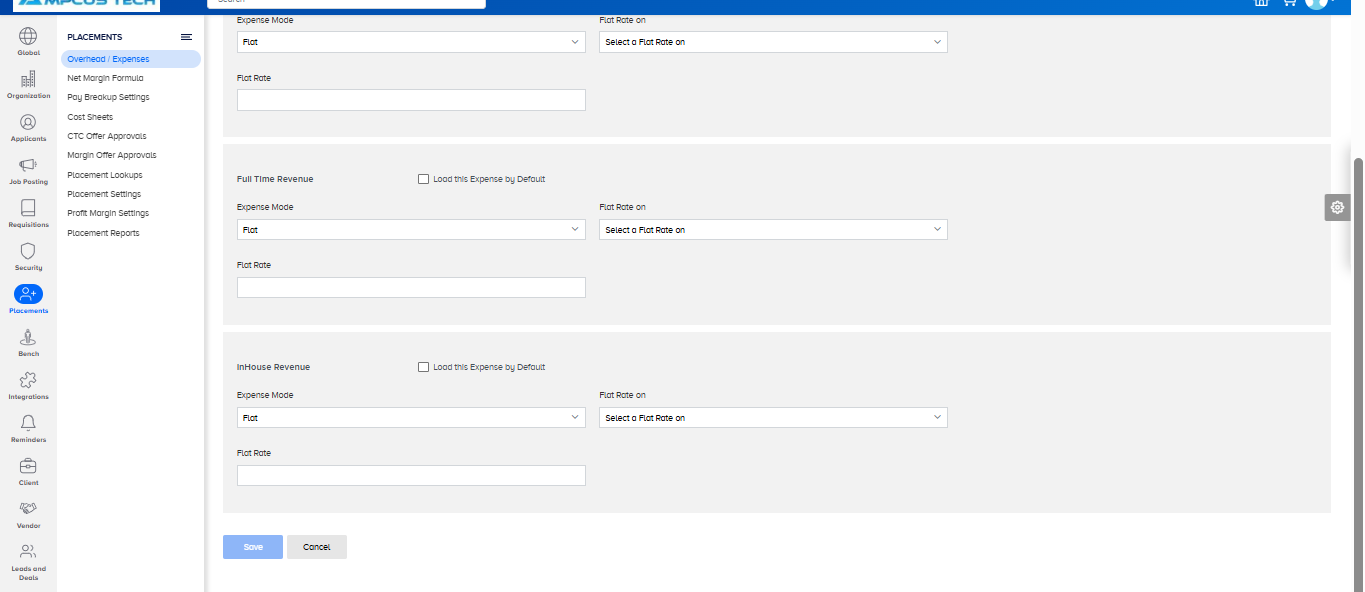 MPCUS TECH
Search
Global
Organization
Applicants
Job Posting
Requisitions
Security
Placements
Bench
Integrations
Reminders
Client
Vendor
Leads and
Deals
PLACEMENTS
Overhead / Expenses
Net Margin Formula
Pay Breakup Settings
Cost Sheets
CTC Offer Approvals
Margin Offer Approvals
Placement Lookups
Placement Settings
Profit Margin Settings
Placement Reports
Expense Mode
Flat Rate on
Flat
Select a Flat Rate on
Flat Rate
Full Time Revenue
Load this Expense by Default
Expense Mode
Flat Rate on
Flat
Select a Flat Rate on
Flat Rate
InHouse Revenue
Load this Expense by Default
Expense Mode
Flat Rate on
Flat
Select a Flat Rate on
Flat Rate
Save
Cancel